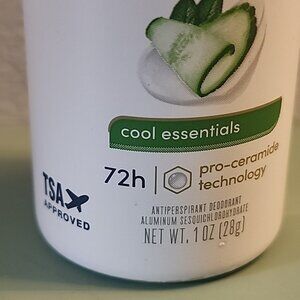 cool essentials
72h
pro-ceramide
technology
TSA
APPROVED
ANTIPERSPIRANT DEODORANT
ALUMINUM SESQUICHLOROHYDRATE
NET WT. 1 OZ (28g)